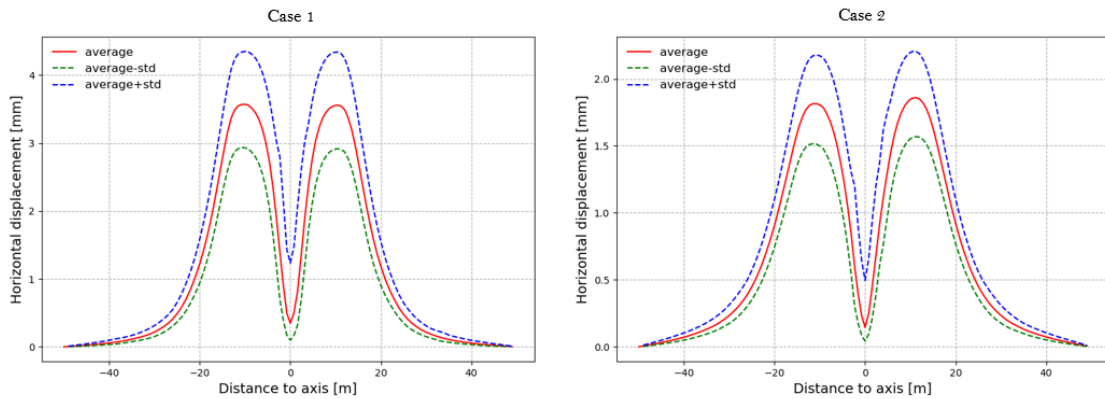 Case 1
average
average-std
average+std
Horizontal displacement [mm]
4
3
2
1
0
−40
−20
0
20
40
Distance to axis [m]
Case 2
average
average-std
average+std
Horizontal displacement [mm]
2.0
1.5
1.0
0.5
0.0
−40
−20
0
20
40
Distance to axis [m]